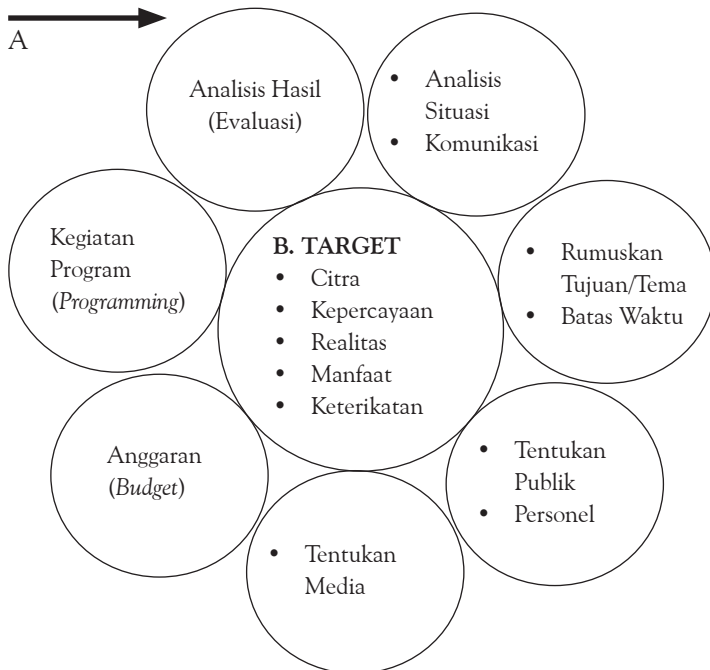 A
Analisis Hasil
(Evaluasi)
• Analisis
Situasi
• Komunikasi
• Rumuskan
Tujuan/Tema
• Batas Waktu
• Tentukan
Publik
• Personel
• Tentukan
Media
Anggaran
(Budget)
Kegiatan
Program
(Programming)
B. TARGET
• Citra
• Kepercayaan
• Realitas
• Manfaat
• Keterikatan